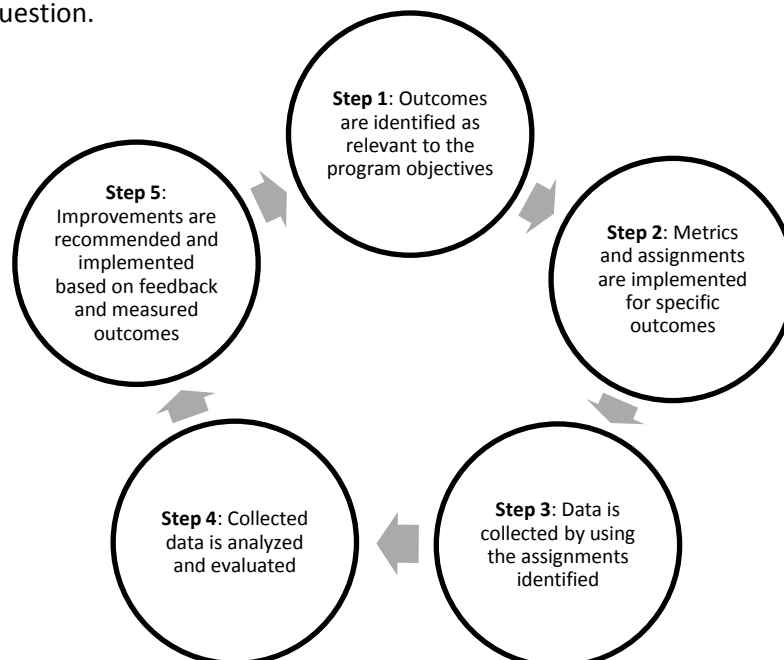 uestion.
Step 1: Outcomes
are identified as
relevant to the
program objectives
Step 2: Metrics
and assignments
are implemented
for specific
outcomes
Step 3: Data is
collected by using
the assignments
identified
Step 4: Collected
data is analyzed
and evaluated
Step 5:
Improvements are
recommended and
implemented
based on feedback
and measured
outcomes